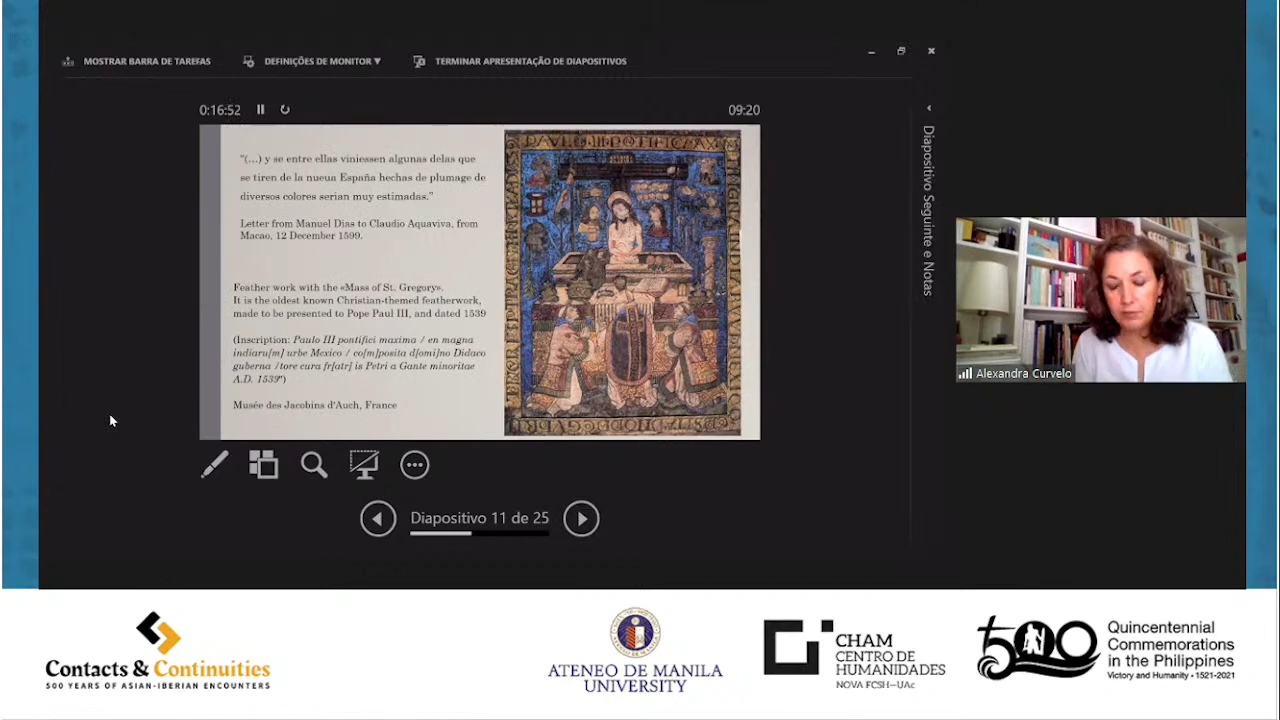 MOSTRAR BARRA DE TAREFAS
DEFINIÇÕES DE MONITOR ▼
TERMINAR APRESENTAÇÃO DE DIAPOSITIVOS
0:16:52
09:20
"(...) y se entre ellas viniessen algunas delas que
se tiren de la nueua España hechas de plumage de
diversos colores serian muy estimadas."
Letter from Manuel Dias to Claudio Aquaviva, from
Macao, 12 December 1599.
Feather work with the «Mass of St. Gregory».
It is the oldest known Christian-themed featherwork,
made to be presented to Pope Paul III, and dated 1539
(Inscription: Paulo III pontifici maxima / en magna
indiaru[m] urbe Mexico / co[m]posita d[omi]no Didaco
guberna /tore cura fr[atr] is Petri a Gante minoritae
A.D. 1539")
Musée des Jacobins d'Auch, France
Diapositivo Seguinte e Notas
Alexandra Curvelo
Diapositivo 11 de 25
Contacts & Continuities
500 YEARS OF ASIAN-IBERIAN ENCOUNTERS
ATENEO DE MANILA
UNIVERSITY
CHAM
CENTRO DE
HUMANIDADES
NOVA FCSH—UAc
500
Quincentennial
Commemorations
in the Philippines
Victory and Humanity • 1521-2021